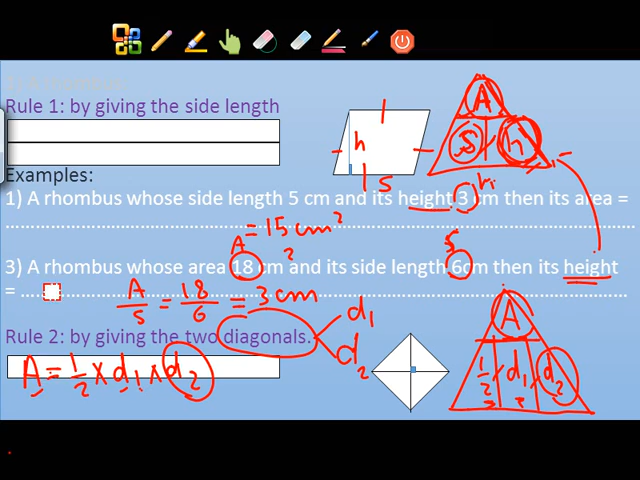 Rule 1: by giving the side length
A
S h
h
S
Examples:
1) A rhombus whose side length 5 cm and its height 3 cm then its area =
h
A = 15 cm²
3) A rhombus whose area 18 cm² and its side length 6cm then its height
S
= ......
A/S = 18/6 = 3 cm
Rule 2: by giving the two diagonals.
d1
d2
A = 1/2 × d1 × d2
A
1/2 × d1 × d2